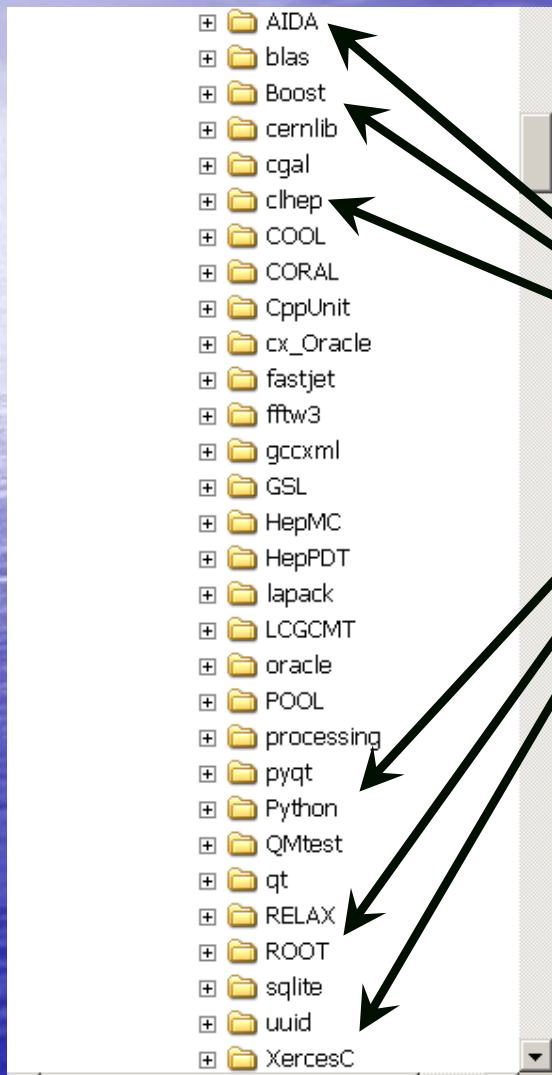 AIDA
blas
Boost
cernlib
cgal
clhep
COOL
CORAL
CppUnit
cx_Oracle
fastjet
fftw3
gccxml
GSL
HepMC
HepPDT
lapack
LCGCMT
oracle
POOL
processing
pyqt
Python
QMtest
qt
RELAX
ROOT
sqlite
uuid
XercesC